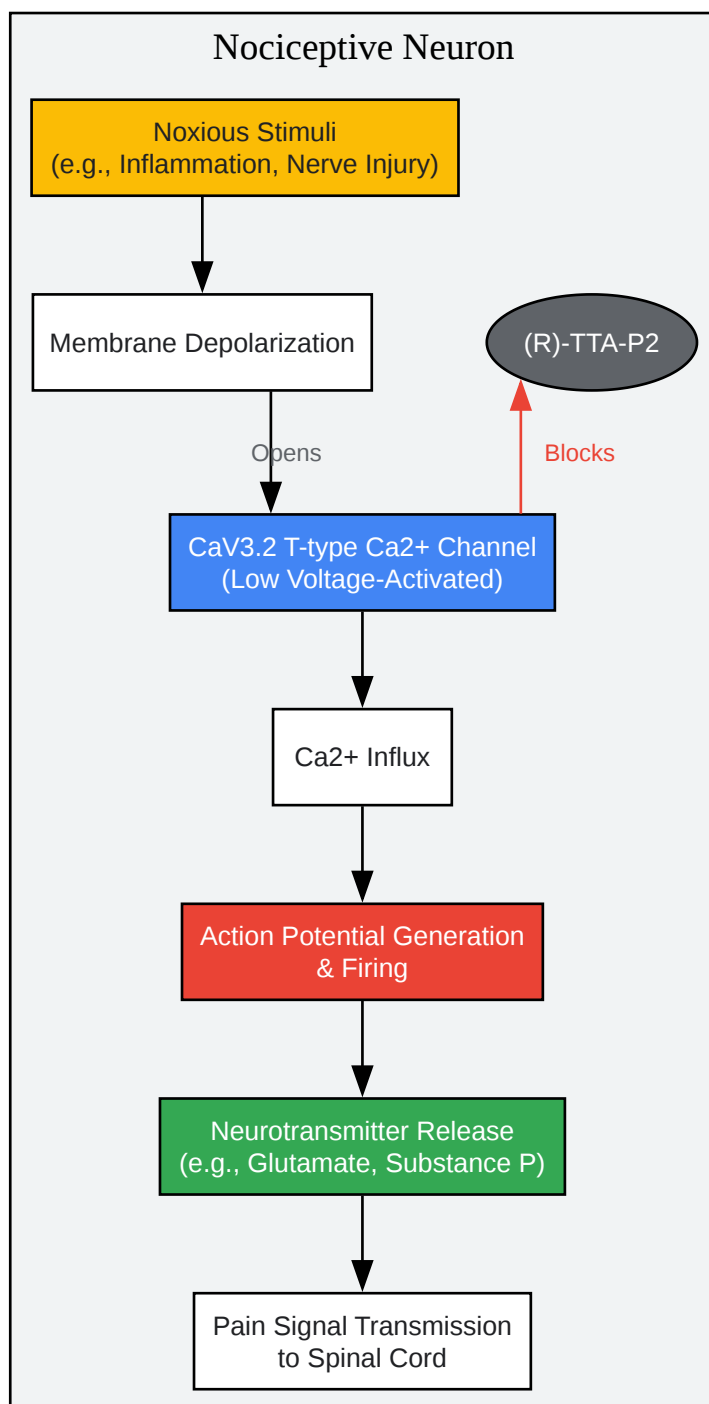 Nociceptive Neuron
Noxious Stimuli
(e.g., Inflammation, Nerve Injury)
Membrane Depolarization
(R)-TTA-P2
Opens
Blocks
CaV3.2 T-type Ca2+ Channel
(Low Voltage-Activated)
Ca2+ Influx
Action Potential Generation
& Firing
Neurotransmitter Release
(e.g., Glutamate, Substance P)
Pain Signal Transmission
to Spinal Cord